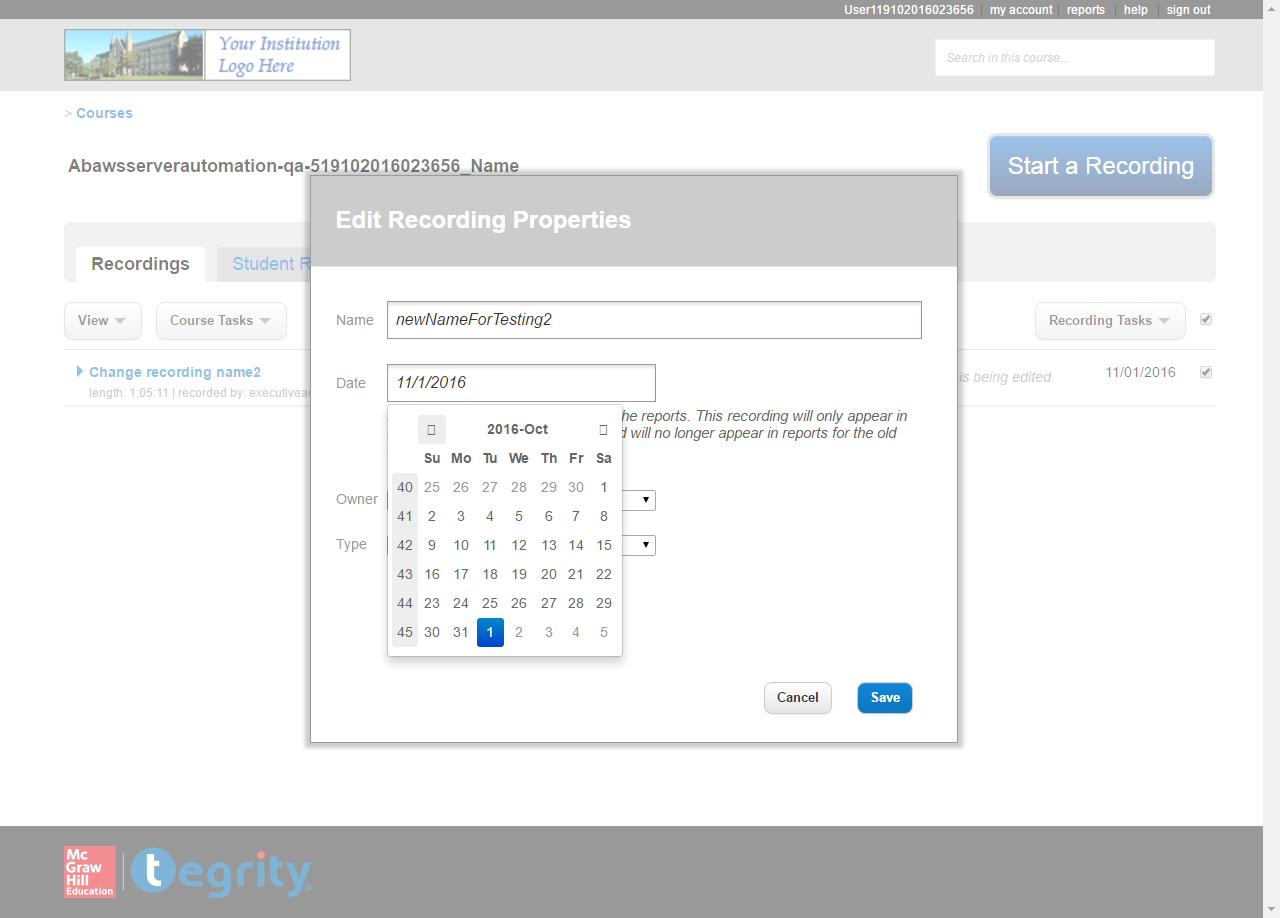 User119102016023656 my account reports help sign out
Your Institution
Logo Here
Search in this course...
> Courses
Abawsserverautomation-qa-519102016023656_Name
Start a Recording
Edit Recording Properties
Recordings
Student R
View
Course Tasks
Recording Tasks
Change recording name2
length: 1:05:11 | recorded by: executivea
is being edited.
11/01/2016
Name
newNameForTesting2
Date
11/1/2016
he reports. This recording will only appear in
will no longer appear in reports for the old
2016-Oct
Su Mo Tu We Th Fr Sa
40 25 26 27 28 29 30 1
41 2 3 4 5 6 7 8
42 9 10 11 12 13 14 15
43 16 17 18 19 20 21 22
44 23 24 25 26 27 28 29
45 30 31 1 2 3 4 5
Owner
Type
Cancel
Save
Mc
Graw
Hill
Education
tegrity